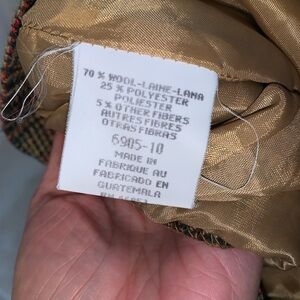 70 % WOOL-LAINE-LANA
25 % POLYESTER
POLIESTER
5 % OTHER FIBERS
AUTRES FIBRES
OTRAS FIBRAS
6985-10
MADE IN
FABRIQUE AU
FABRICADO EN
GUATEMALA